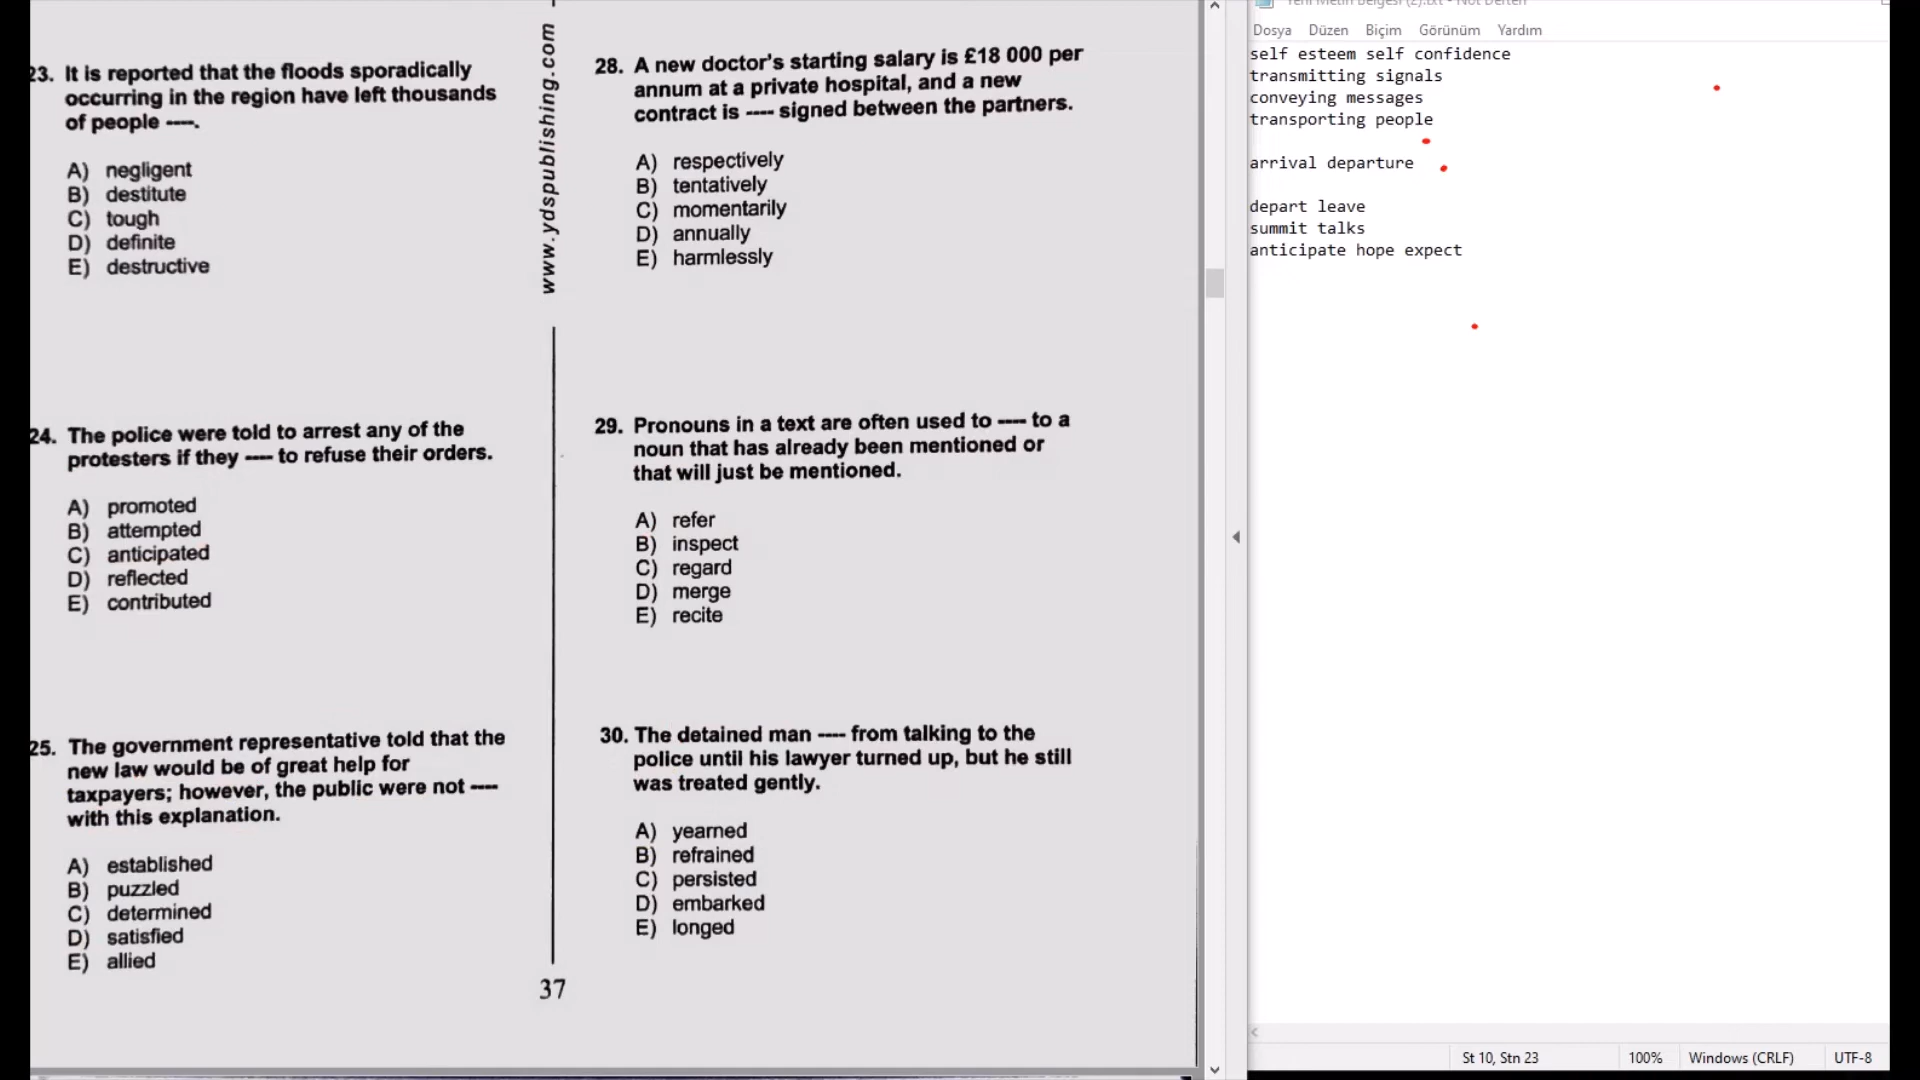 23. It is reported that the floods sporadically
occurring in the region have left thousands
of people ----.
A) negligent
B) destitute
C) tough
D) definite
E) destructive
24. The police were told to arrest any of the
protesters if they ---- to refuse their orders.
A) promoted
B) attempted
C) anticipated
D) reflected
E) contributed
25. The government representative told that the
new law would be of great help for
taxpayers; however, the public were not ----
with this explanation.
A) established
B) puzzled
C) determined
D) satisfied
E) allied
www.ydspublishing.com
28. A new doctor's starting salary is £18 000 per
annum at a private hospital, and a new
contract is ---- signed between the partners.
A) respectively
B) tentatively
C) momentarily
D) annually
E) harmlessly
29. Pronouns in a text are often used to ---- to a
noun that has already been mentioned or
that will just be mentioned.
A) refer
B) inspect
C) regard
D) merge
E) recite
30. The detained man ---- from talking to the
police until his lawyer turned up, but he still
was treated gently.
A) yearned
B) refrained
C) persisted
D) embarked
E) longed
37
Yeni Metin Belgesi (2).txt - Not Defteri
Dosya Düzen Biçim Görünüm Yardım
self esteem self confidence
transmitting signals
conveying messages
transporting people
arrival departure
depart leave
summit talks
anticipate hope expect
St 10, Stn 23 100% Windows (CRLF) UTF-8